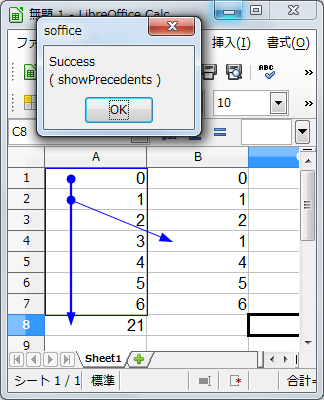 無題 1 - LibreOffice Calc
soffice
Success
( showPrecedents )
OK
ファ
挿入(I)
書式(O)
ABC
10
C8
A B
1 0 0
2 1 1
3 2 2
4 3 1
5 4 4
6 5 5
7 6 6
8 21
9
Sheet1
シート 1 / 1 標準 合計=